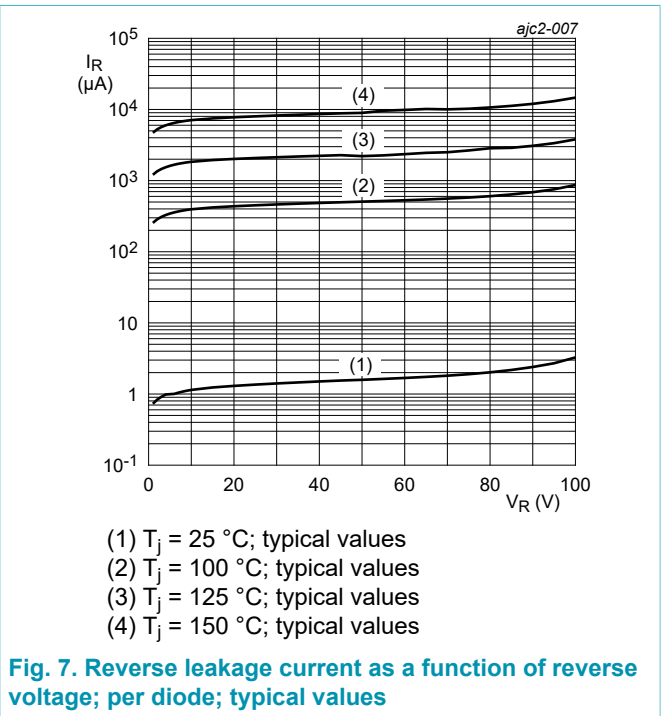 ajc2-007
I_R
(μA)
10^5
10^4
10^3
10^2
10
1
10^-1
(4)
(3)
(2)
(1)
0 20 40 60 80 100
V_R (V)
(1) T_j = 25 °C; typical values
(2) T_j = 100 °C; typical values
(3) T_j = 125 °C; typical values
(4) T_j = 150 °C; typical values
Fig. 7. Reverse leakage current as a function of reverse
voltage; per diode; typical values